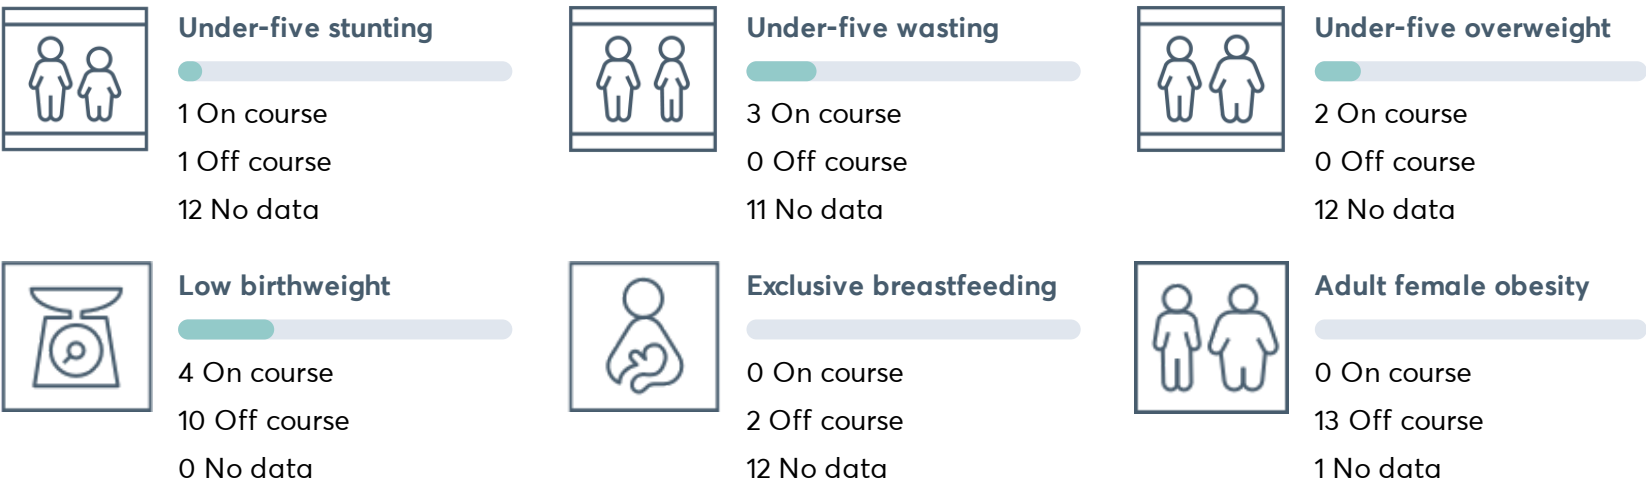 Under-five stunting
1 On course
1 Off course
12 No data
Under-five wasting
3 On course
0 Off course
11 No data
Under-five overweight
2 On course
0 Off course
12 No data
Low birthweight
4 On course
10 Off course
0 No data
Exclusive breastfeeding
0 On course
2 Off course
12 No data
Adult female obesity
0 On course
13 Off course
1 No data